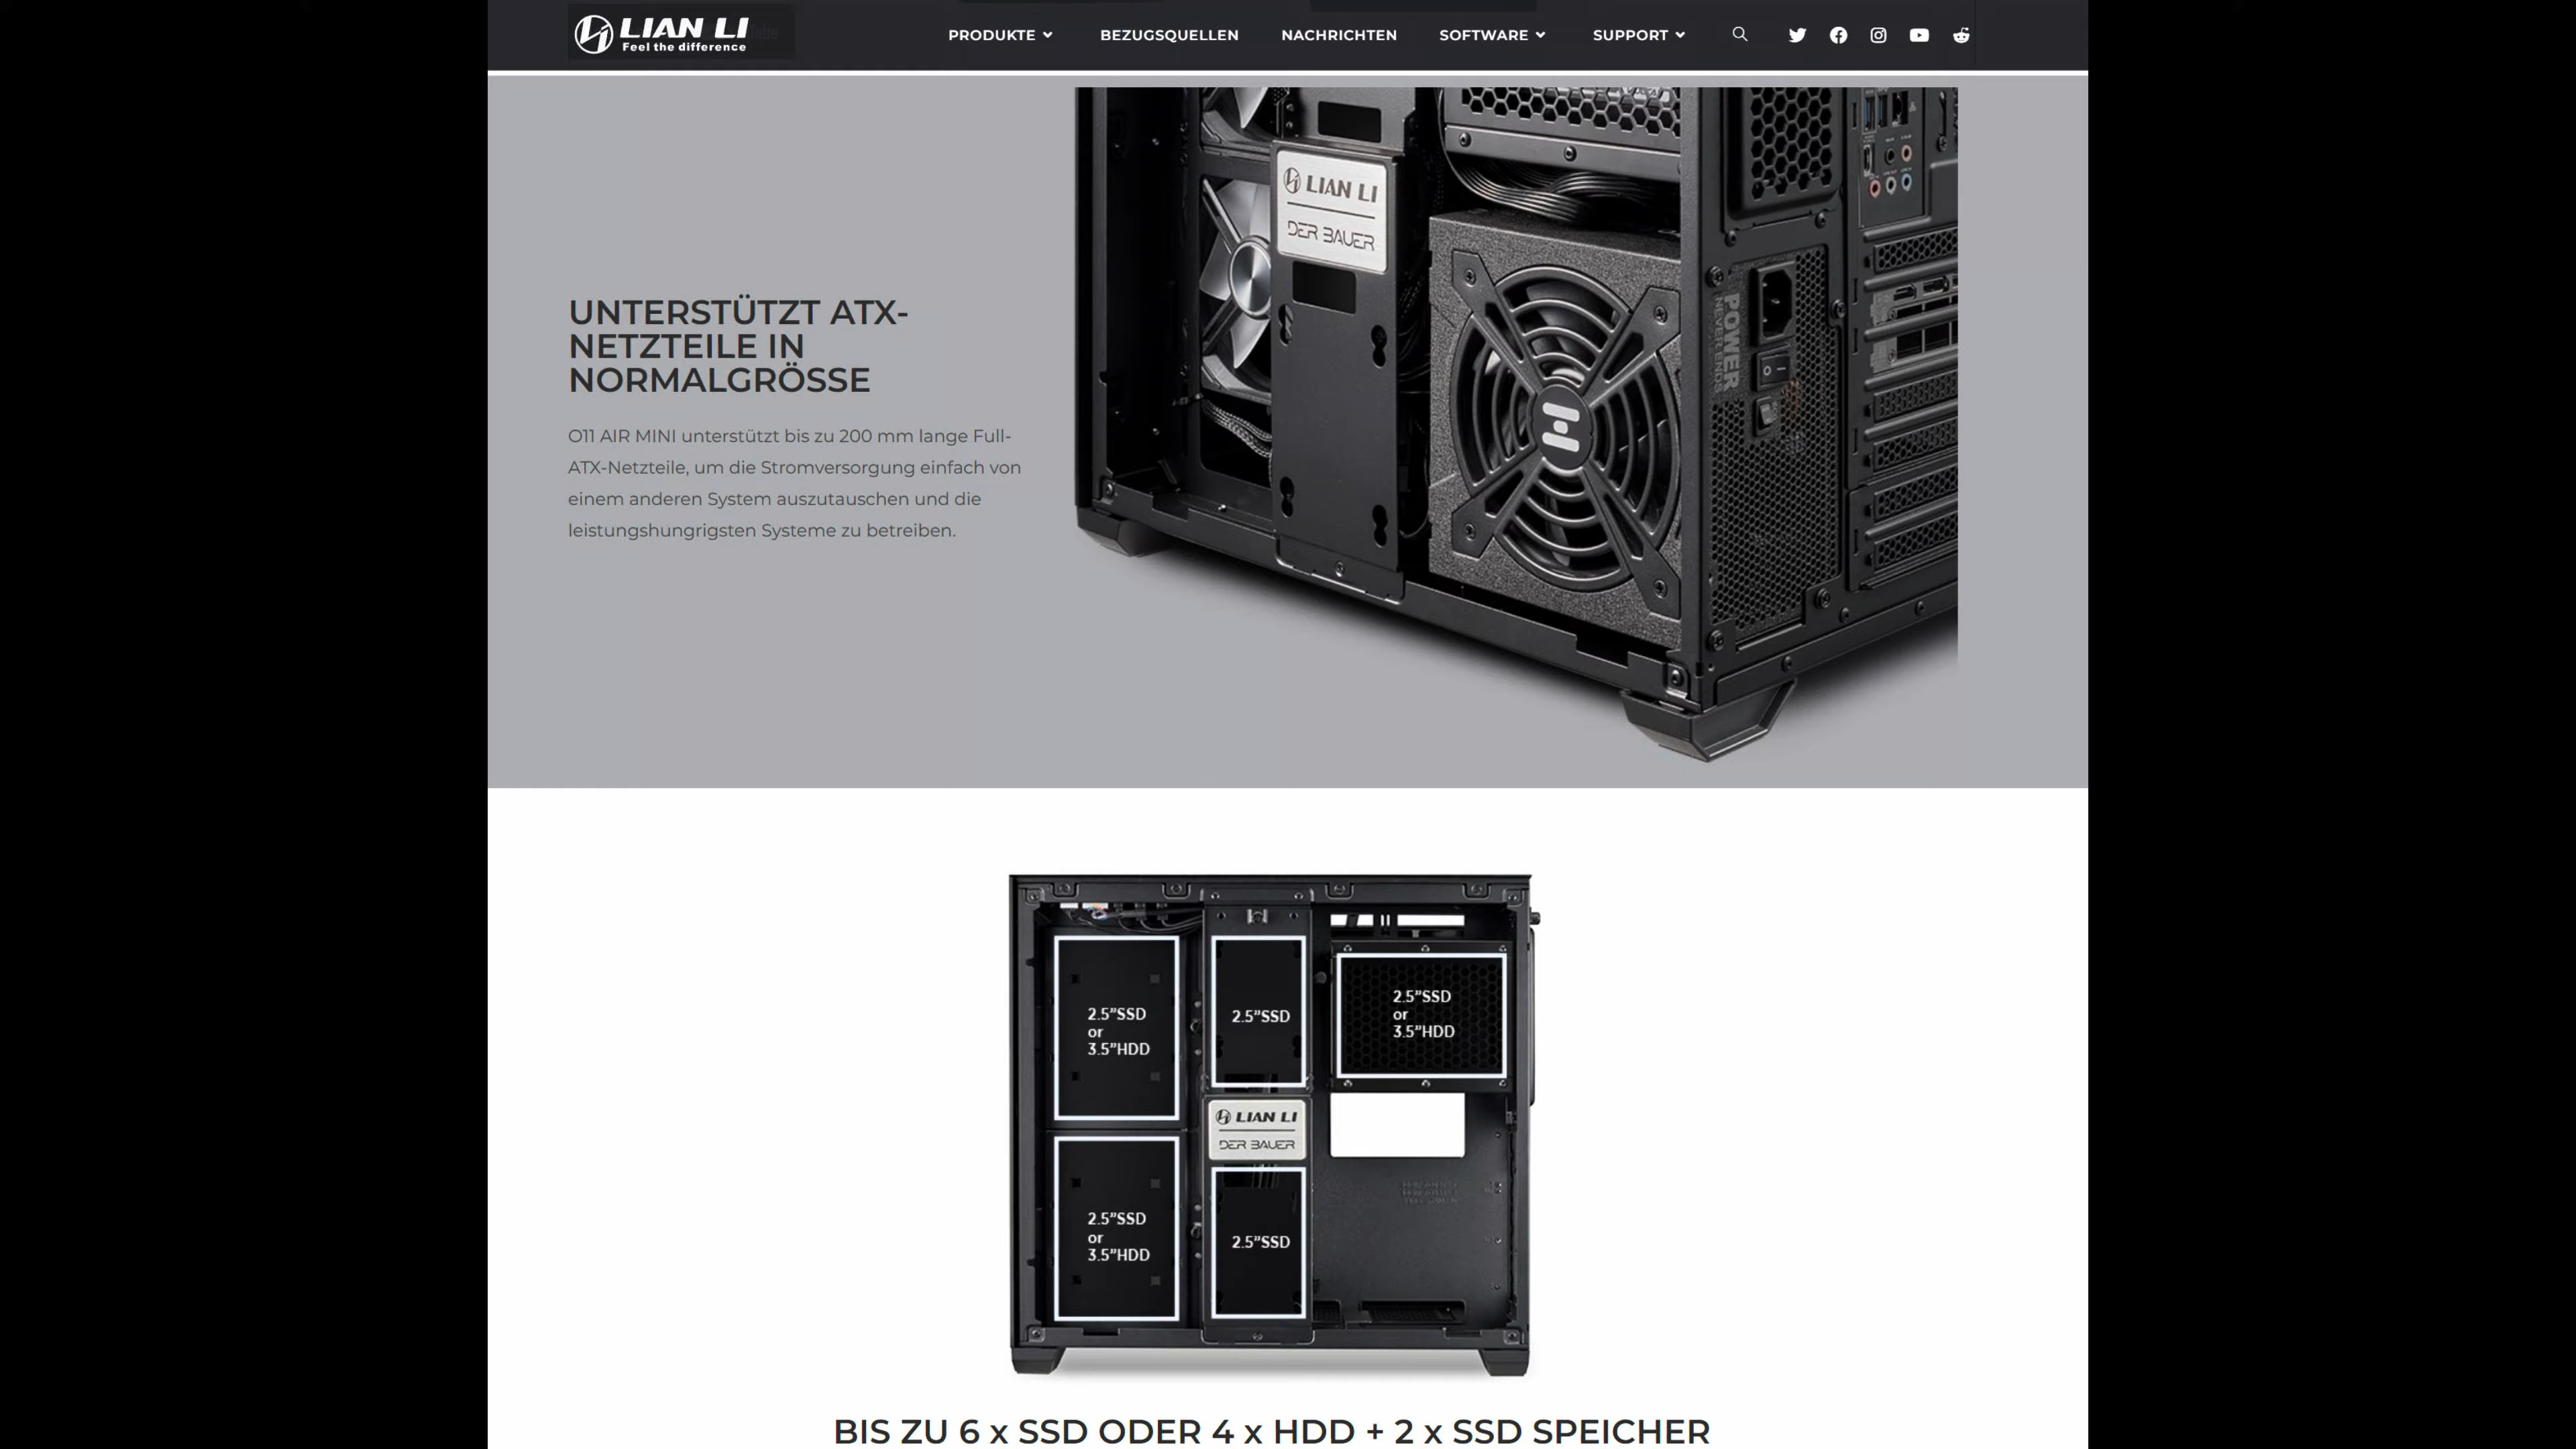 LIAN LI
Feel the difference
PRODUKTE
BEZUGSQUELLEN
NACHRICHTEN
SOFTWARE
SUPPORT
LIAN LI
DER BAUER
POWER
NEVER ENDS
UNTERSTÜTZT ATX-
NETZTEILE IN
NORMALGRÖSSE
O11 AIR MINI unterstützt bis zu 200 mm lange Full-
ATX-Netzteile, um die Stromversorgung einfach von
einem anderen System auszutauschen und die
leistungshungrigsten Systeme zu betreiben.
2.5”SSD
or
3.5”HDD
2.5”SSD
2.5”SSD
or
3.5”HDD
LIAN LI
DER BAUER
2.5”SSD
or
3.5”HDD
2.5”SSD
BIS ZU 6 x SSD ODER 4 x HDD + 2 x SSD SPEICHER